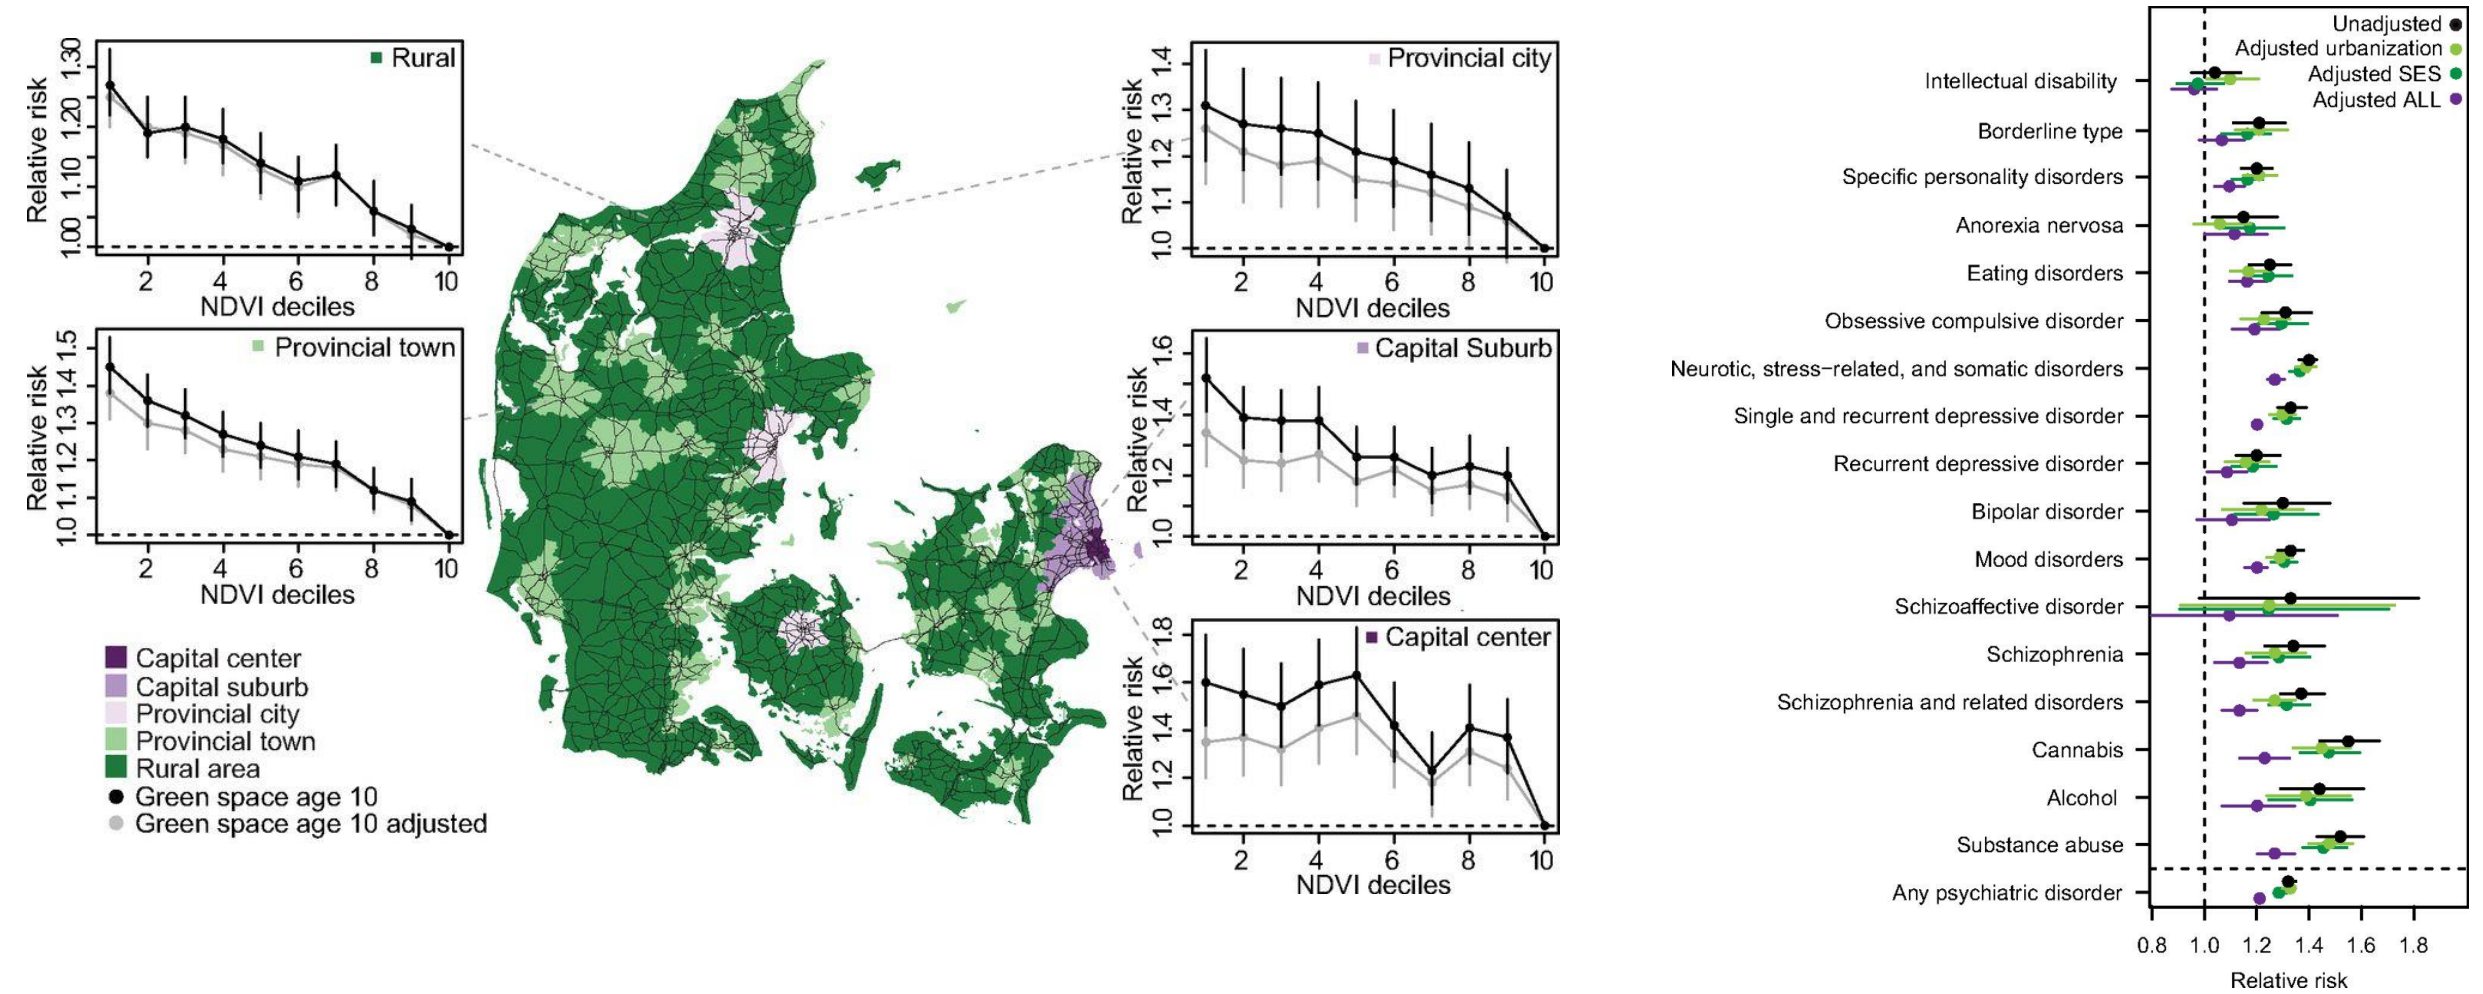 Rural
Relative risk
1.30
1.20
1.10
1.00
2 4 6 8 10
NDVI deciles
Provincial town
Relative risk
1.5
1.4
1.3
1.2
1.1
1.0
2 4 6 8 10
NDVI deciles
Capital center
Capital suburb
Provincial city
Provincial town
Rural area
Green space age 10
Green space age 10 adjusted
Provincial city
Relative risk
1.4
1.3
1.2
1.1
1.0
2 4 6 8 10
NDVI deciles
Capital Suburb
Relative risk
1.6
1.4
1.2
1.0
2 4 6 8 10
NDVI deciles
Capital center
Relative risk
1.8
1.6
1.4
1.2
1.0
2 4 6 8 10
NDVI deciles
Unadjusted
Adjusted urbanization
Adjusted SES
Adjusted ALL
Intellectual disability
Borderline type
Specific personality disorders
Anorexia nervosa
Eating disorders
Obsessive compulsive disorder
Neurotic, stress−related, and somatic disorders
Single and recurrent depressive disorder
Recurrent depressive disorder
Bipolar disorder
Mood disorders
Schizoaffective disorder
Schizophrenia
Schizophrenia and related disorders
Cannabis
Alcohol
Substance abuse
Any psychiatric disorder
0.8 1.0 1.2 1.4 1.6 1.8
Relative risk